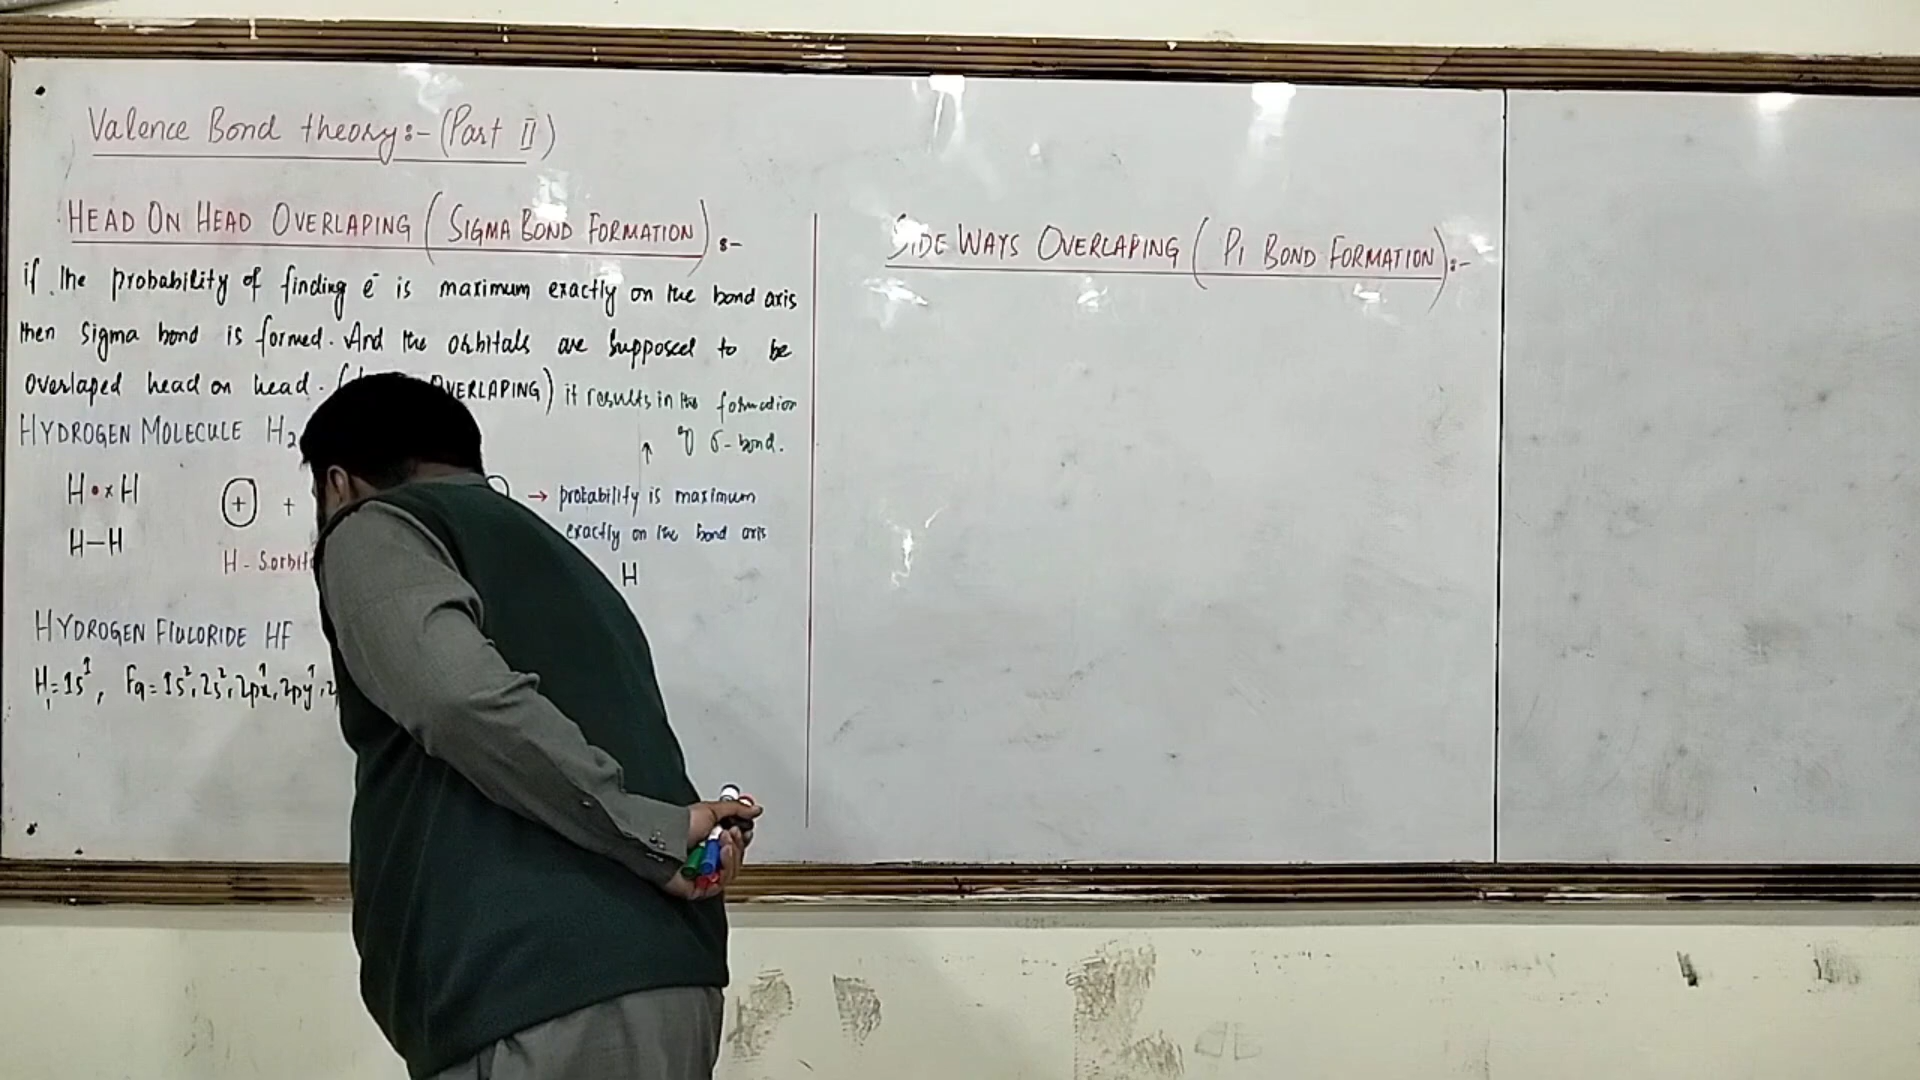 Valence Bond theory:- (Part II)
HEAD ON HEAD OVERLAPING (SIGMA BOND FORMATION) :-
if the probability of finding ē is maximum exactly on the bond axis
then Sigma bond is formed. And the orbitals are supposed to be
overlaped head on head. ( OVERLAPING) it results in the formation
of σ-bond.
HYDROGEN MOLECULE H₂
H•×H
+ +
→ probability is maximum
exactly on the bond axis
H–H
H - S orbit
H
HYDROGEN FlULORIDE HF
H₁=1s¹, F₉=1s², 2s², 2px¹, 2py¹,
SIDE WAYS OVERLAPING (PI BOND FORMATION):-